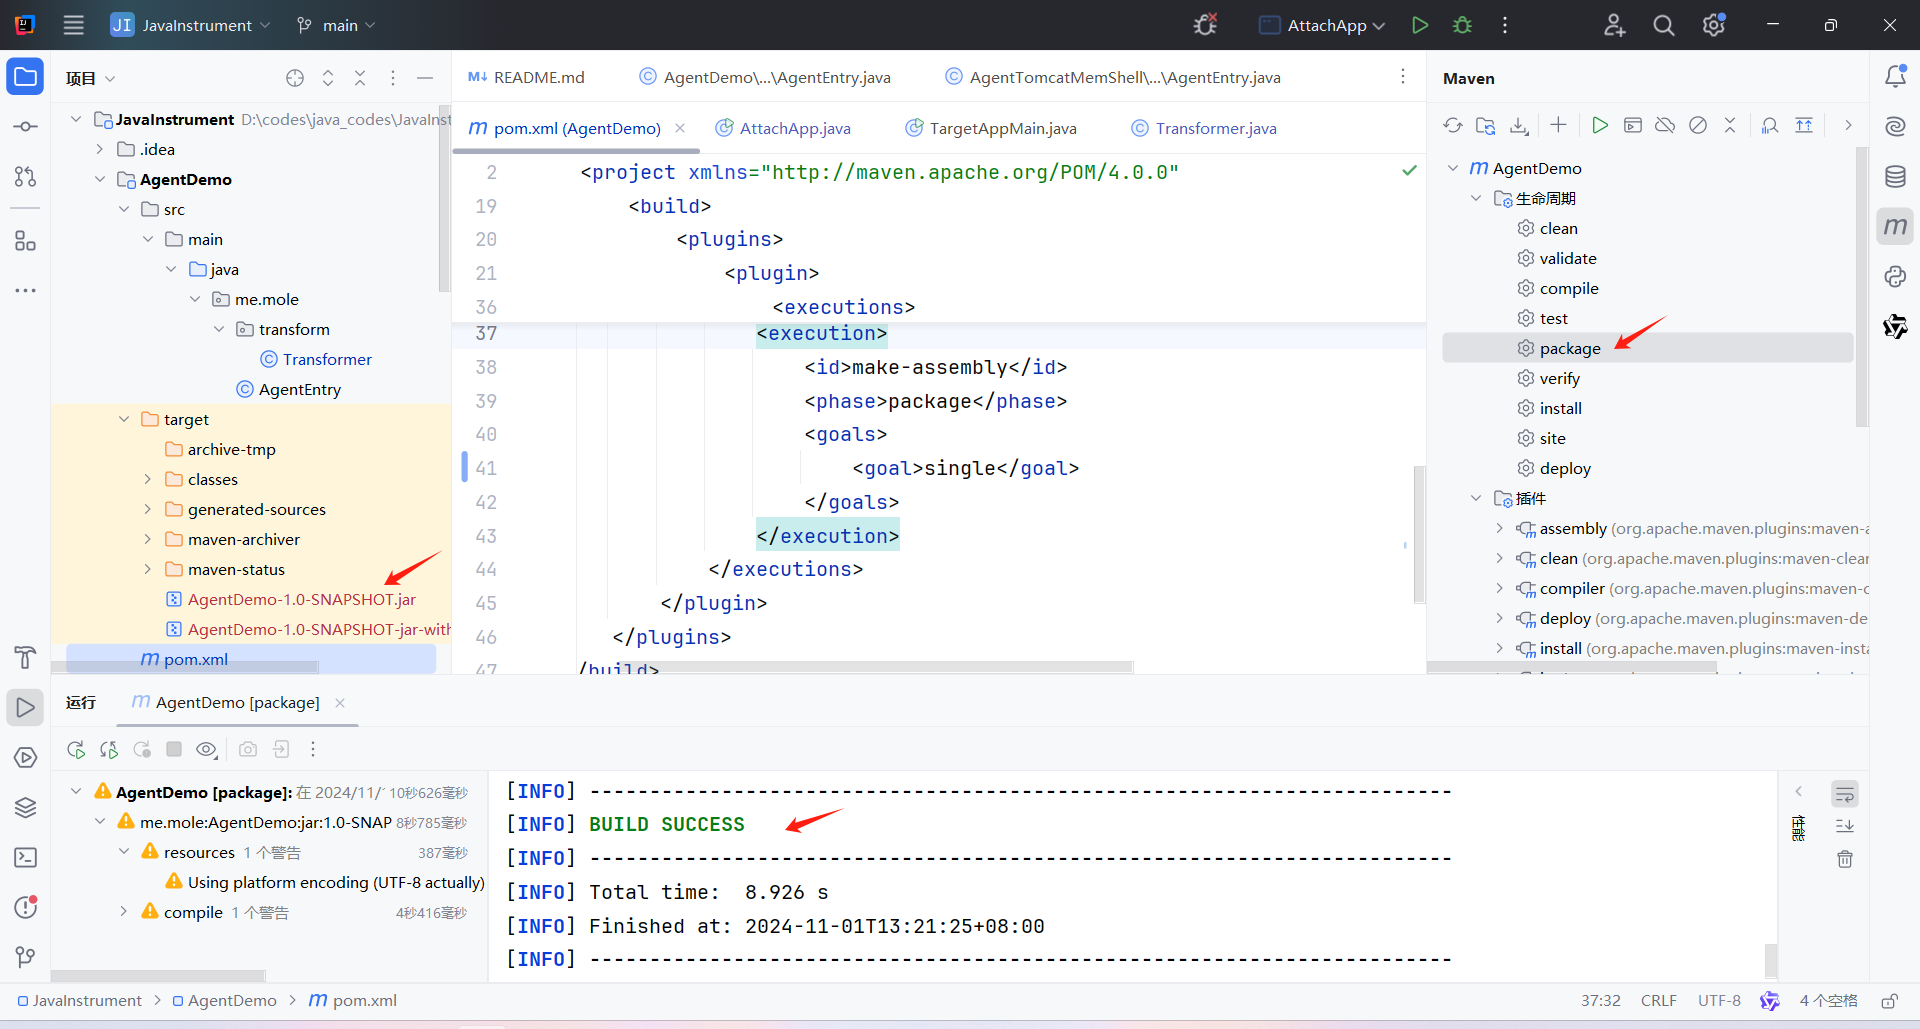 JI JavaInstrument main AttachApp
项目
JavaInstrument D:\codes\java_codes\JavaInst
.idea
AgentDemo
src
main
java
me.mole
transform
Transformer
AgentEntry
target
archive-tmp
classes
generated-sources
maven-archiver
maven-status
AgentDemo-1.0-SNAPSHOT.jar
AgentDemo-1.0-SNAPSHOT-jar-with
pom.xml
README.md AgentDemo\...\AgentEntry.java AgentTomcatMemShell\...\AgentEntry.java
pom.xml (AgentDemo) AttachApp.java TargetAppMain.java Transformer.java
2 <project xmlns="http://maven.apache.org/POM/4.0.0"
19 <build>
20 <plugins>
21 <plugin>
36 <executions>
37 <execution>
38 <id>make-assembly</id>
39 <phase>package</phase>
40 <goals>
41 <goal>single</goal>
42 </goals>
43 </execution>
44 </executions>
45 </plugin>
46 </plugins>
47 /build>
Maven
AgentDemo
生命周期
clean
validate
compile
test
package
verify
install
site
deploy
插件
assembly (org.apache.maven.plugins:maven-a
clean (org.apache.maven.plugins:maven-clean
compiler (org.apache.maven.plugins:maven-c
deploy (org.apache.maven.plugins:maven-de
install (org.apache.maven.plugins:maven-insta
运行 AgentDemo [package]
AgentDemo [package]: 在 2024/11/1 10秒626毫秒
me.mole:AgentDemo:jar:1.0-SNAP 8秒785毫秒
resources 1 个警告 387毫秒
Using platform encoding (UTF-8 actually)
compile 1 个警告 4秒416毫秒
[INFO] ------------------------------------------------------------------------
[INFO] BUILD SUCCESS
[INFO] ------------------------------------------------------------------------
[INFO] Total time:  8.926 s
[INFO] Finished at: 2024-11-01T13:21:25+08:00
[INFO] ------------------------------------------------------------------------
性能
JavaInstrument > AgentDemo > pom.xml
37:32 CRLF UTF-8 4 个空格